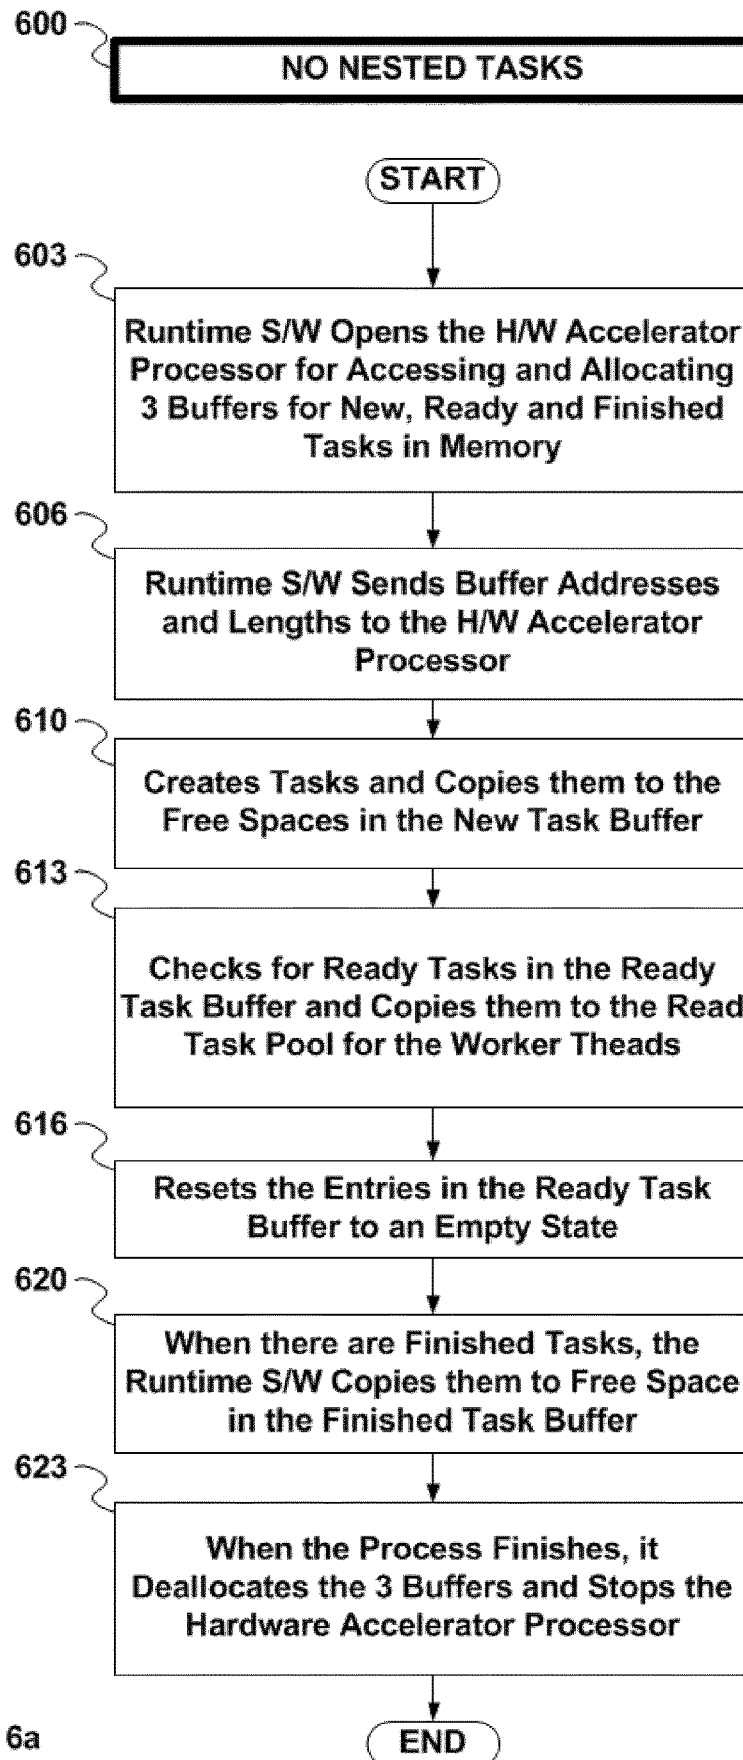 600
NO NESTED TASKS
START
603
Runtime S/W Opens the H/W Accelerator
Processor for Accessing and Allocating
3 Buffers for New, Ready and Finished
Tasks in Memory
606
Runtime S/W Sends Buffer Addresses
and Lengths to the H/W Accelerator
Processor
610
Creates Tasks and Copies them to the
Free Spaces in the New Task Buffer
613
Checks for Ready Tasks in the Ready
Task Buffer and Copies them to the Read
Task Pool for the Worker Theads
616
Resets the Entries in the Ready Task
Buffer to an Empty State
620
When there are Finished Tasks, the
Runtime S/W Copies them to Free Space
in the Finished Task Buffer
623
When the Process Finishes, it
Deallocates the 3 Buffers and Stops the
Hardware Accelerator Processor
6a
END